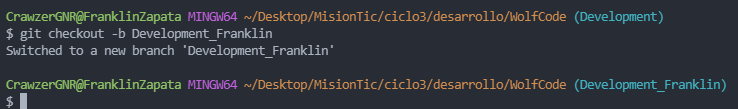 CrawzerGNR@FranklinZapata MINGW64 ~/Desktop/MisionTic/ciclo3/desarrollo/WolfCode (Development)
$ git checkout -b Development_Franklin
Switched to a new branch 'Development_Franklin'
CrawzerGNR@FranklinZapata MINGW64 ~/Desktop/MisionTic/ciclo3/desarrollo/WolfCode (Development_Franklin)
$